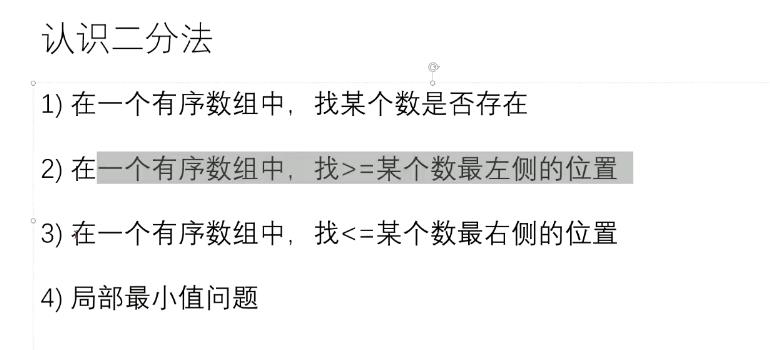 认识二分法
1) 在一个有序数组中，找某个数是否存在
2) 在一个有序数组中，找>=某个数最左侧的位置
3) 在一个有序数组中，找<=某个数最右侧的位置
4) 局部最小值问题